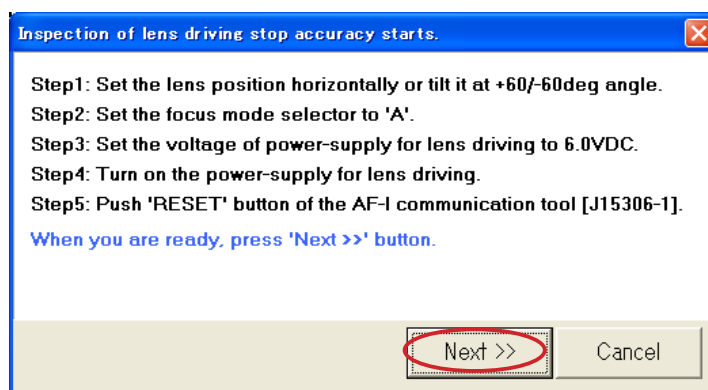 Inspection of lens driving stop accuracy starts.
Step1: Set the lens position horizontally or tilt it at +60/-60deg angle.
Step2: Set the focus mode selector to 'A'.
Step3: Set the voltage of power-supply for lens driving to 6.0VDC.
Step4: Turn on the power-supply for lens driving.
Step5: Push 'RESET' button of the AF-I communication tool [J15306-1].
When you are ready, press 'Next >>' button.
Next >> Cancel